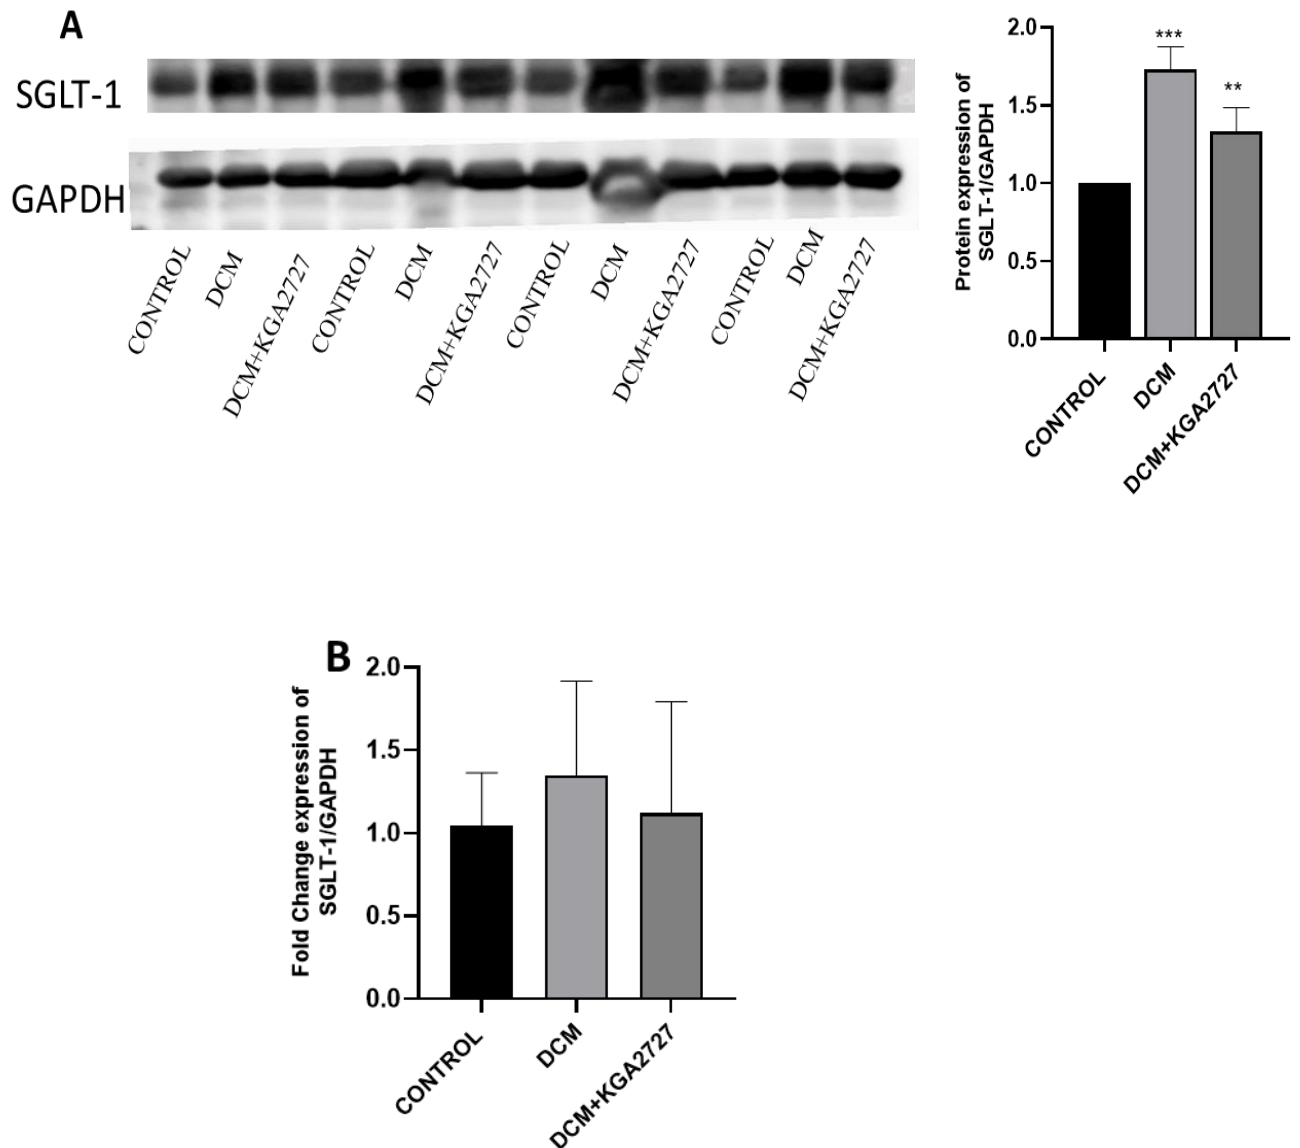 A
SGLT-1
GAPDH
CONTROL
DCM
DCM+KGA2727
CONTROL
DCM
DCM+KGA2727
CONTROL
DCM
DCM+KGA2727
CONTROL
DCM
DCM+KGA2727
Protein expression of
SGLT-1/GAPDH
2.0
1.5
1.0
0.5
0.0
***
**
CONTROL
DCM
DCM+KGA2727
B
Fold Change expression of
SGLT-1/GAPDH
2.0
1.5
1.0
0.5
0.0
CONTROL
DCM
DCM+KGA2727